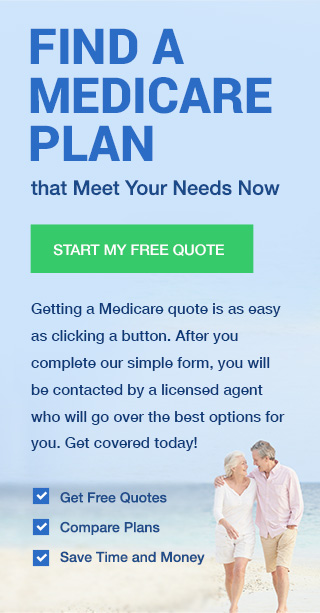 FIND A
MEDICARE
PLAN
that Meet Your Needs Now
START MY FREE QUOTE
Getting a Medicare quote is as easy
as clicking a button. After you
complete our simple form, you will
be contacted by a licensed agent
who will go over the best options for
you. Get covered today!
Get Free Quotes
Compare Plans
Save Time and Money